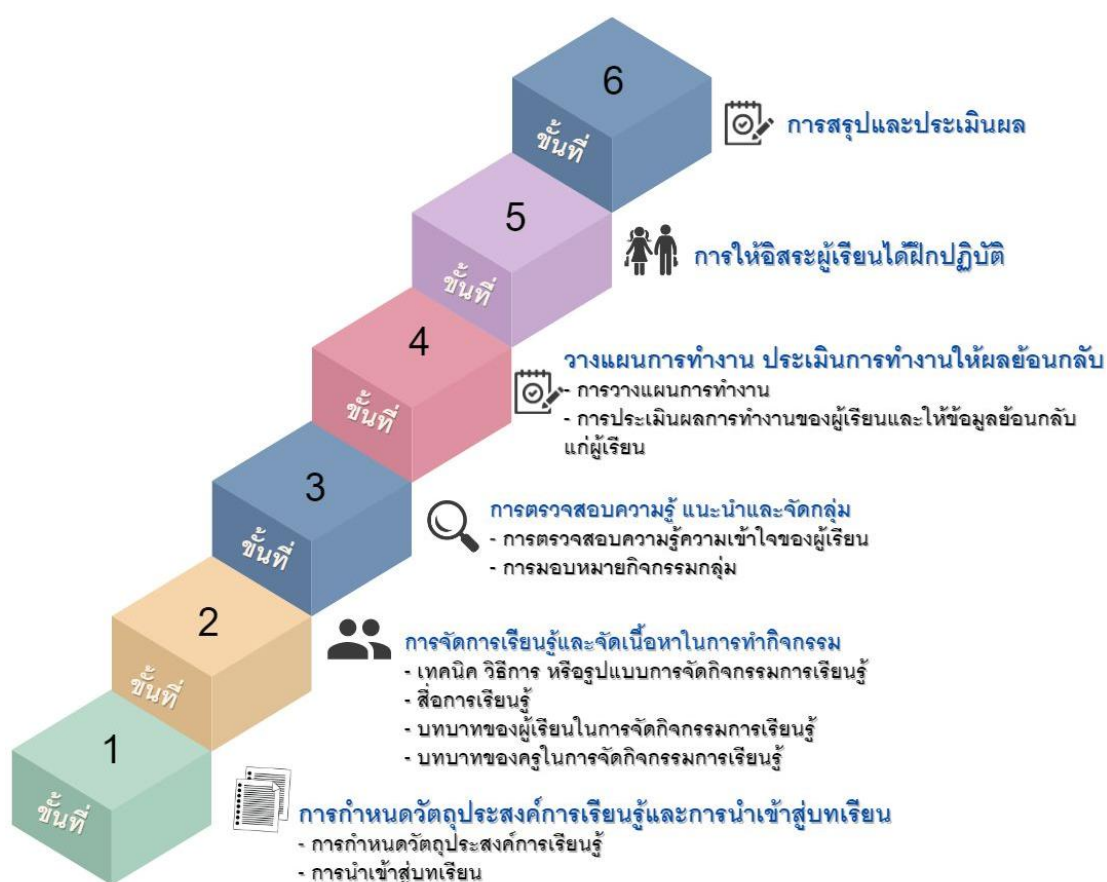 6
ขั้นที่
การสรุปและประเมินผล
5
ขั้นที่
การให้อิสระผู้เรียนได้ฝึกปฏิบัติ
4
ขั้นที่
วางแผนการทำงาน ประเมินการทำงานให้ผลย้อนกลับ
- การวางแผนการทำงาน
- การประเมินผลการทำงานของผู้เรียนและให้ข้อมูลย้อนกลับ
แก่ผู้เรียน
3
ขั้นที่
การตรวจสอบความรู้ แนะนำและจัดกลุ่ม
- การตรวจสอบความรู้ความเข้าใจของผู้เรียน
- การมอบหมายกิจกรรมกลุ่ม
2
ขั้นที่
การจัดการเรียนรู้และจัดเนื้อหาในการทำกิจกรรม
- เทคนิค วิธีการ หรือรูปแบบการจัดกิจกรรมการเรียนรู้
- สื่อการเรียนรู้
- บทบาทของผู้เรียนในการจัดกิจกรรมการเรียนรู้
- บทบาทของครูในการจัดกิจกรรมการเรียนรู้
1
ขั้นที่
การกำหนดวัตถุประสงค์การเรียนรู้และการนำเข้าสู่บทเรียน
- การกำหนดวัตถุประสงค์การเรียนรู้
- การนำเข้าสู่บทเรียน